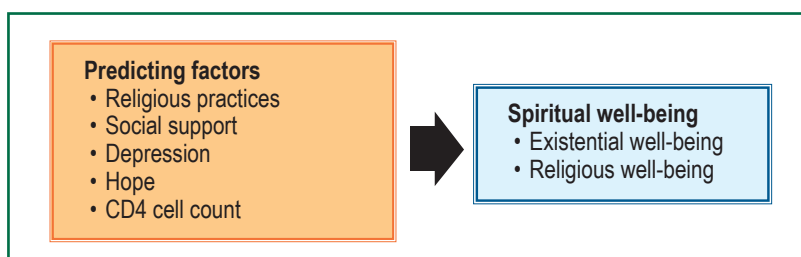 Predicting factors
• Religious practices
• Social support
• Depression
• Hope
• CD4 cell count
Spiritual well-being
• Existential well-being
• Religious well-being